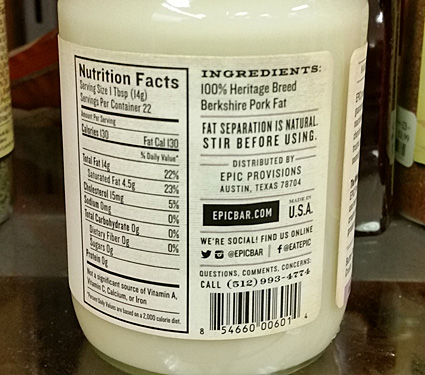 Nutrition Facts
Serving Size 1 Tbsp (14g)
Servings Per Container 22
Amount Per Serving
Calories 130 Fat Cal 130
% Daily Value*
Total Fat 14g 22%
Saturated Fat 4.5g 23%
Cholesterol 15mg 5%
Sodium 0mg 0%
Total Carbohydrate 0g 0%
Dietary Fiber 0g 0%
Sugars 0g
Protein 0g
Not a significant source of Vitamin A,
Vitamin C, Calcium, or Iron
Percent Daily Values are based on a 2,000 calorie diet.
INGREDIENTS:
100% Heritage Breed
Berkshire Pork Fat
FAT SEPARATION IS NATURAL.
STIR BEFORE USING.
DISTRIBUTED BY
EPIC PROVISIONS
AUSTIN, TEXAS 78704
EPICBAR.COM
MADE IN
U.S.A.
WE'RE SOCIAL! FIND US ONLINE
@EPICBAR | f @EATEPIC
QUESTIONS, COMMENTS, CONCERNS:
CALL (512) 993-4774
8 54660 00601 4